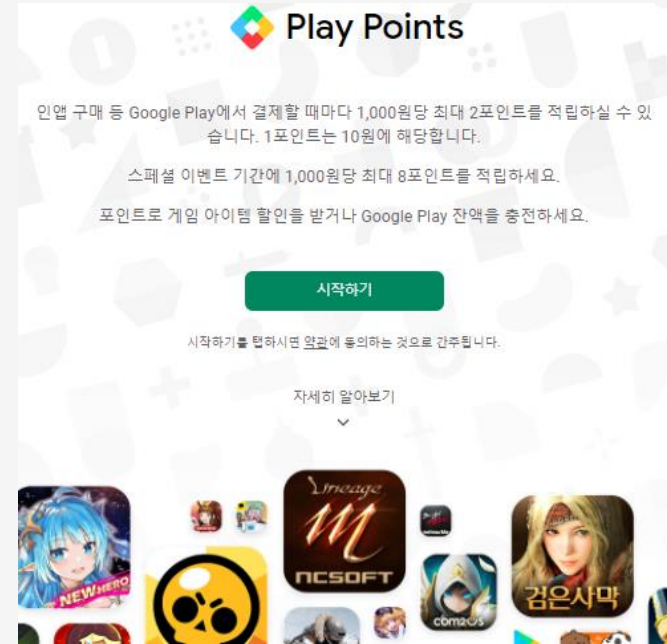 Play Points
인앱 구매 등 Google Play에서 결제할 때마다 1,000원당 최대 2포인트를 적립하실 수 있
습니다. 1포인트는 10원에 해당합니다.
스페셜 이벤트 기간에 1,000원당 최대 8포인트를 적립하세요.
포인트로 게임 아이템 할인을 받거나 Google Play 잔액을 충전하세요.
시작하기
시작하기를 탭하시면 약관에 동의하는 것으로 간주됩니다.
자세히 알아보기
Lineage
m
NCSOFT
NEW HERO
com2us
검은사막